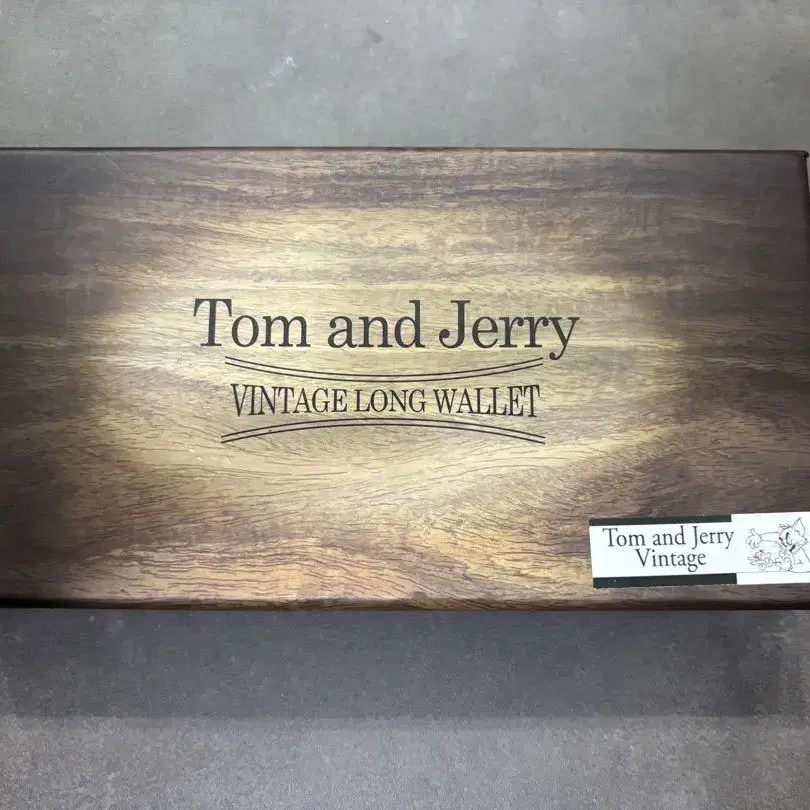 Tom and Jerry
VINTAGE LONG WALLET
Tom and Jerry
Vintage